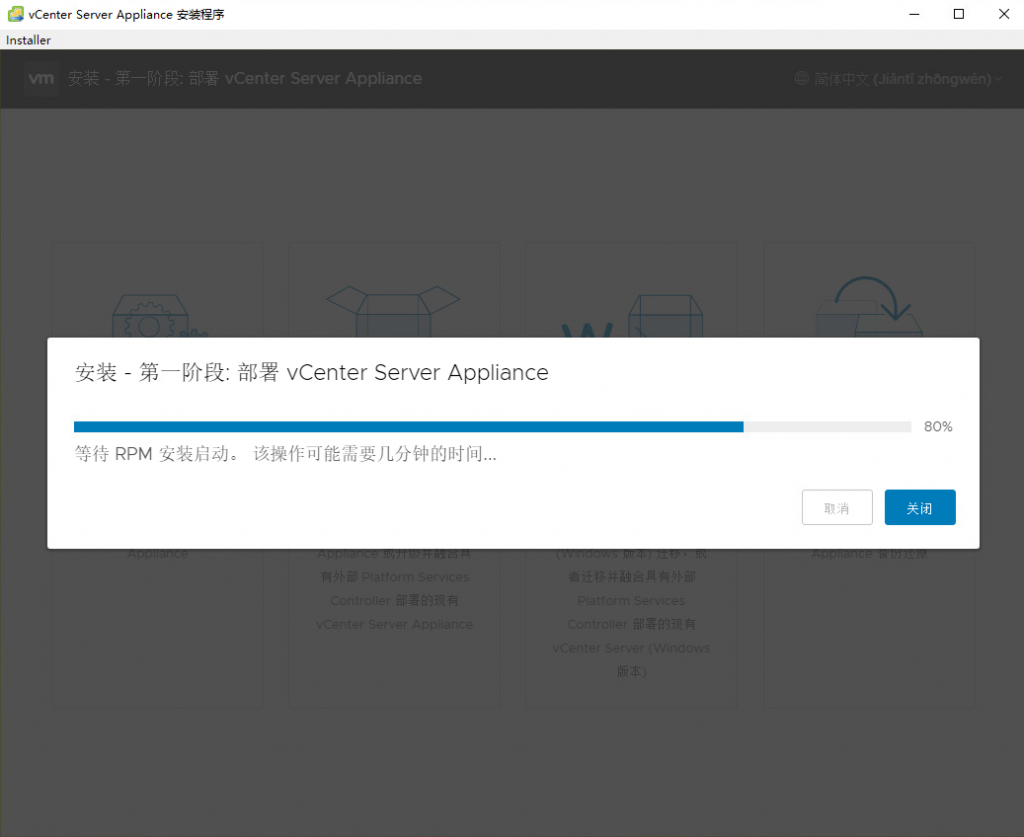 vCenter Server Appliance 安装程序
Installer
vm 安装 - 第一阶段: 部署 vCenter Server Appliance
简体中文 (Jiǎntǐ zhōngwén)
安装 - 第一阶段: 部署 vCenter Server Appliance
80%
等待 RPM 安装启动。 该操作可能需要几分钟的时间...
取消
关闭
Appliance
Appliance 或升级并融合具
有外部 Platform Services
Controller 部署的现有
vCenter Server Appliance
(Windows 版本) 迁移，或
者迁移并融合具有外部
Platform Services
Controller 部署的现有
vCenter Server (Windows
版本)
Appliance 备份还原